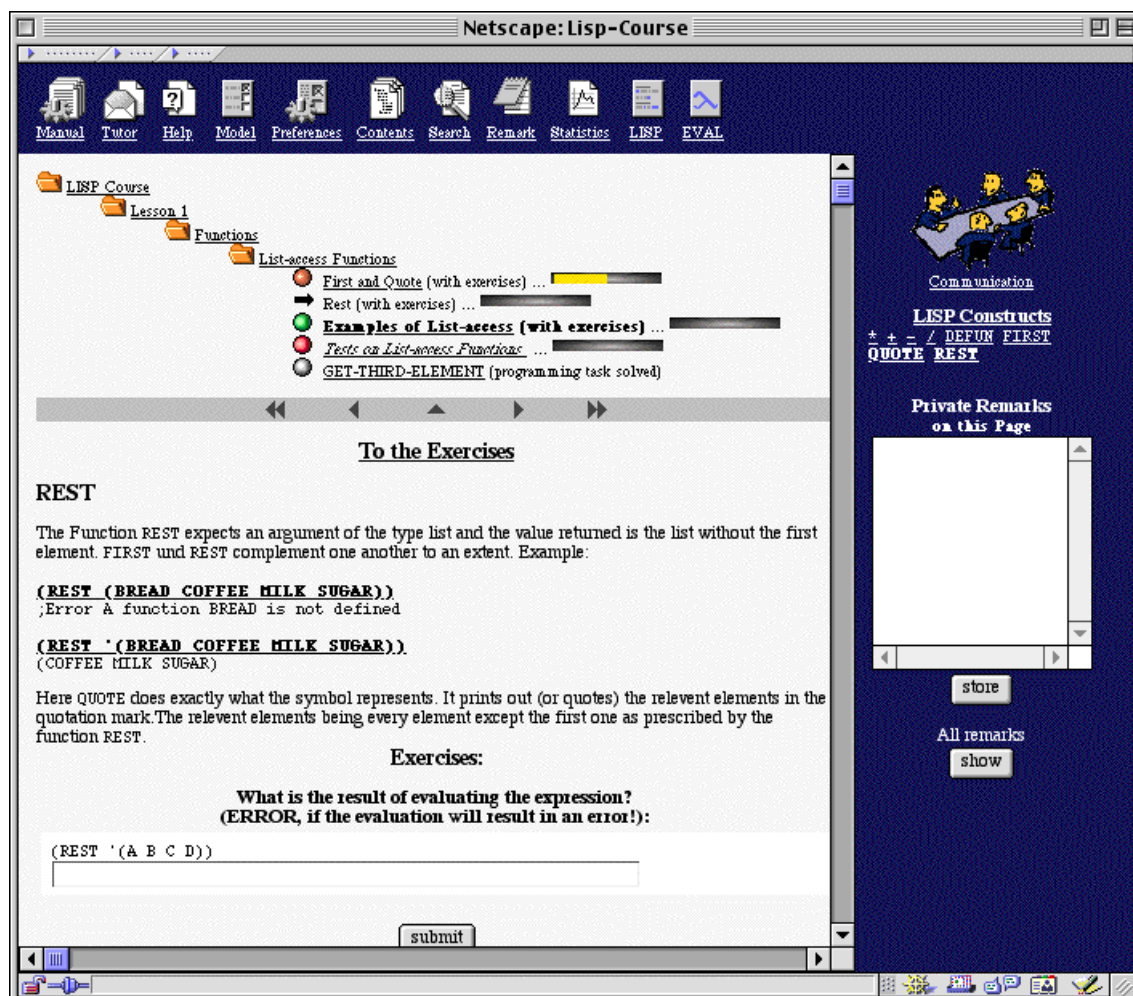 Netscape: Lisp-Course
Manual Tutor Help Model Preferences Contents Search Remark Statistics LISP EVAL
LISP Course
Lesson 1
Functions
List-access Functions
First and Quote (with exercises) ...
Rest (with exercises) ...
Examples of List-access (with exercises) ...
Tests on List-access Functions ...
GET-THIRD-ELEMENT (programming task solved)
To the Exercises
REST
The Function REST expects an argument of the type list and the value returned is the list without the first
element. FIRST und REST complement one another to an extent. Example:
(REST (BREAD COFFEE MILK SUGAR))
;Error A function BREAD is not defined
(REST '(BREAD COFFEE MILK SUGAR))
(COFFEE MILK SUGAR)
Here QUOTE does exactly what the symbol represents. It prints out (or quotes) the relevent elements in the
quotation mark.The relevent elements being every element except the first one as prescribed by the
function REST.
Exercises:
What is the result of evaluating the expression?
(ERROR, if the evaluation will result in an error!):
(REST '(A B C D))
submit
Communication
LISP Constructs
* + - / DEFUN FIRST
QUOTE REST
Private Remarks
on this Page
store
All remarks
show